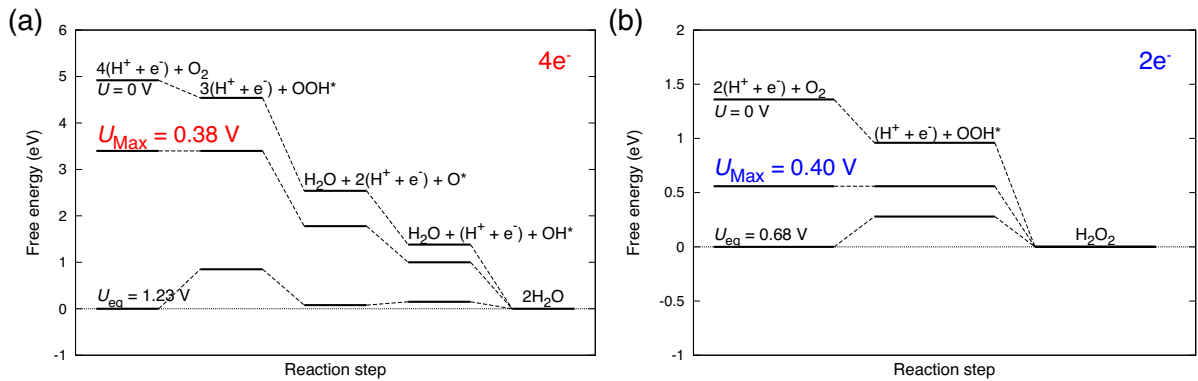 (a)
4e⁻
6
5
4
3
2
1
0
-1
Free energy (eV)
4(H⁺ + e⁻) + O₂
U = 0 V
3(H⁺ + e⁻) + OOH*
U_Max = 0.38 V
H₂O + 2(H⁺ + e⁻) + O*
H₂O + (H⁺ + e⁻) + OH*
U_eq = 1.23 V
2H₂O
Reaction step
(b)
2e⁻
2
1.5
1
0.5
0
-0.5
-1
Free energy (eV)
2(H⁺ + e⁻) + O₂
U = 0 V
(H⁺ + e⁻) + OOH*
U_Max = 0.40 V
U_eq = 0.68 V
H₂O₂
Reaction step